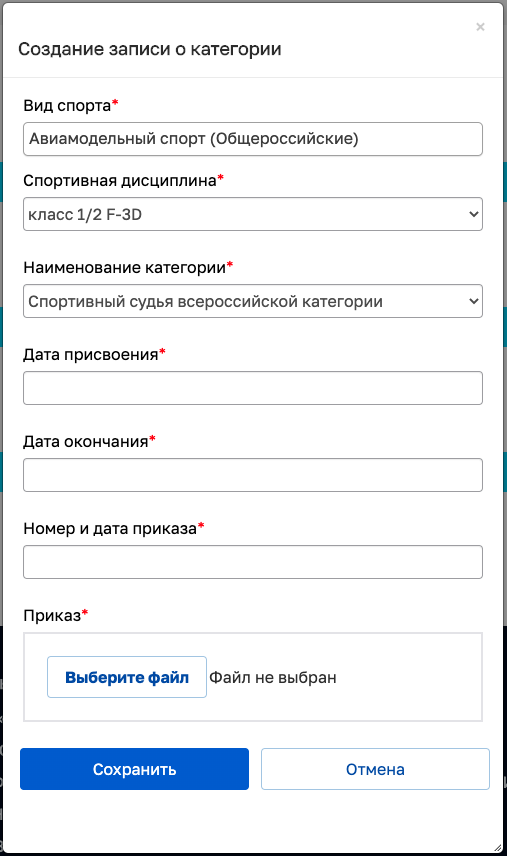 ×
Создание записи о категории
Вид спорта*
Авиамодельный спорт (Общероссийские)
Спортивная дисциплина*
класс 1/2 F-3D
Наименование категории*
Спортивный судья всероссийской категории
Дата присвоения*
Дата окончания*
Номер и дата приказа*
Приказ*
Выберите файл Файл не выбран
Сохранить Отмена